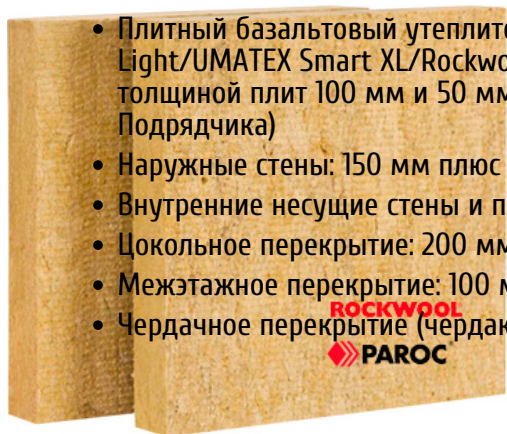 • Плитный базальтовый утеплите
Light/UMATEX Smart XL/Rockwo
толщиной плит 100 мм и 50 мм
Подрядчика)
• Наружные стены: 150 мм плюс
• Внутренние несущие стены и п
• Цокольное перекрытие: 200 мм
• Межэтажное перекрытие: 100 м
ROCKWOOL
• Чердачное перекрытие (чердак
PAROC